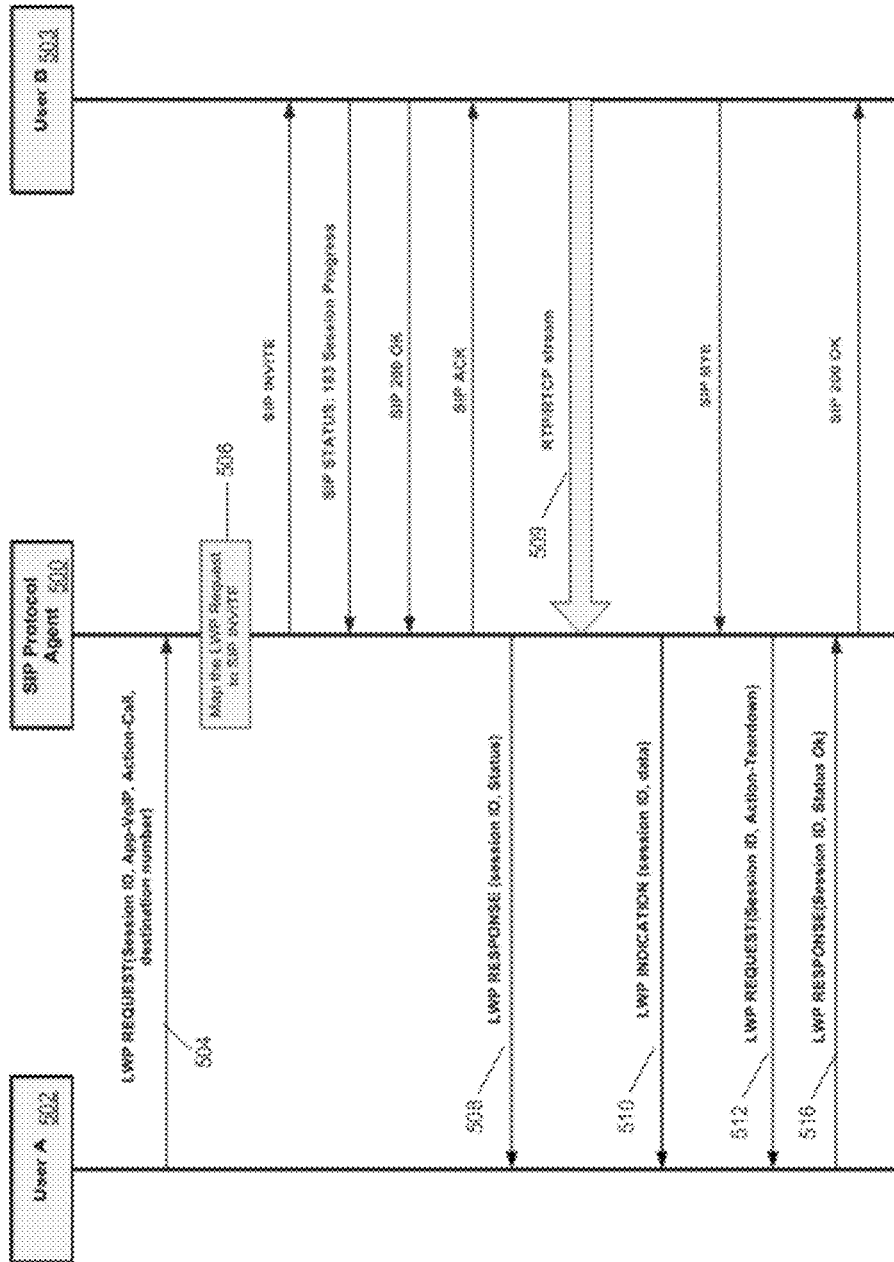 User A 502
SIP Protocol
Agent 500
User B 503
LWP REQUEST(Session ID, App-VoIP, Action-Call,
destination number)
504
Map the LWP Request
to SIP INVITE
506
SIP INVITE
SIP STATUS: 183 Session Progress
SIP 200 OK
SIP ACK
LWP RESPONSE (session ID, Status)
508
RTP/RTCP stream
509
LWP INDICATION (session ID, data)
510
SIP BYE
LWP REQUEST(Session ID, Action-Teardown)
512
LWP RESPONSE(Session ID, Status Ok)
516
SIP 200 OK